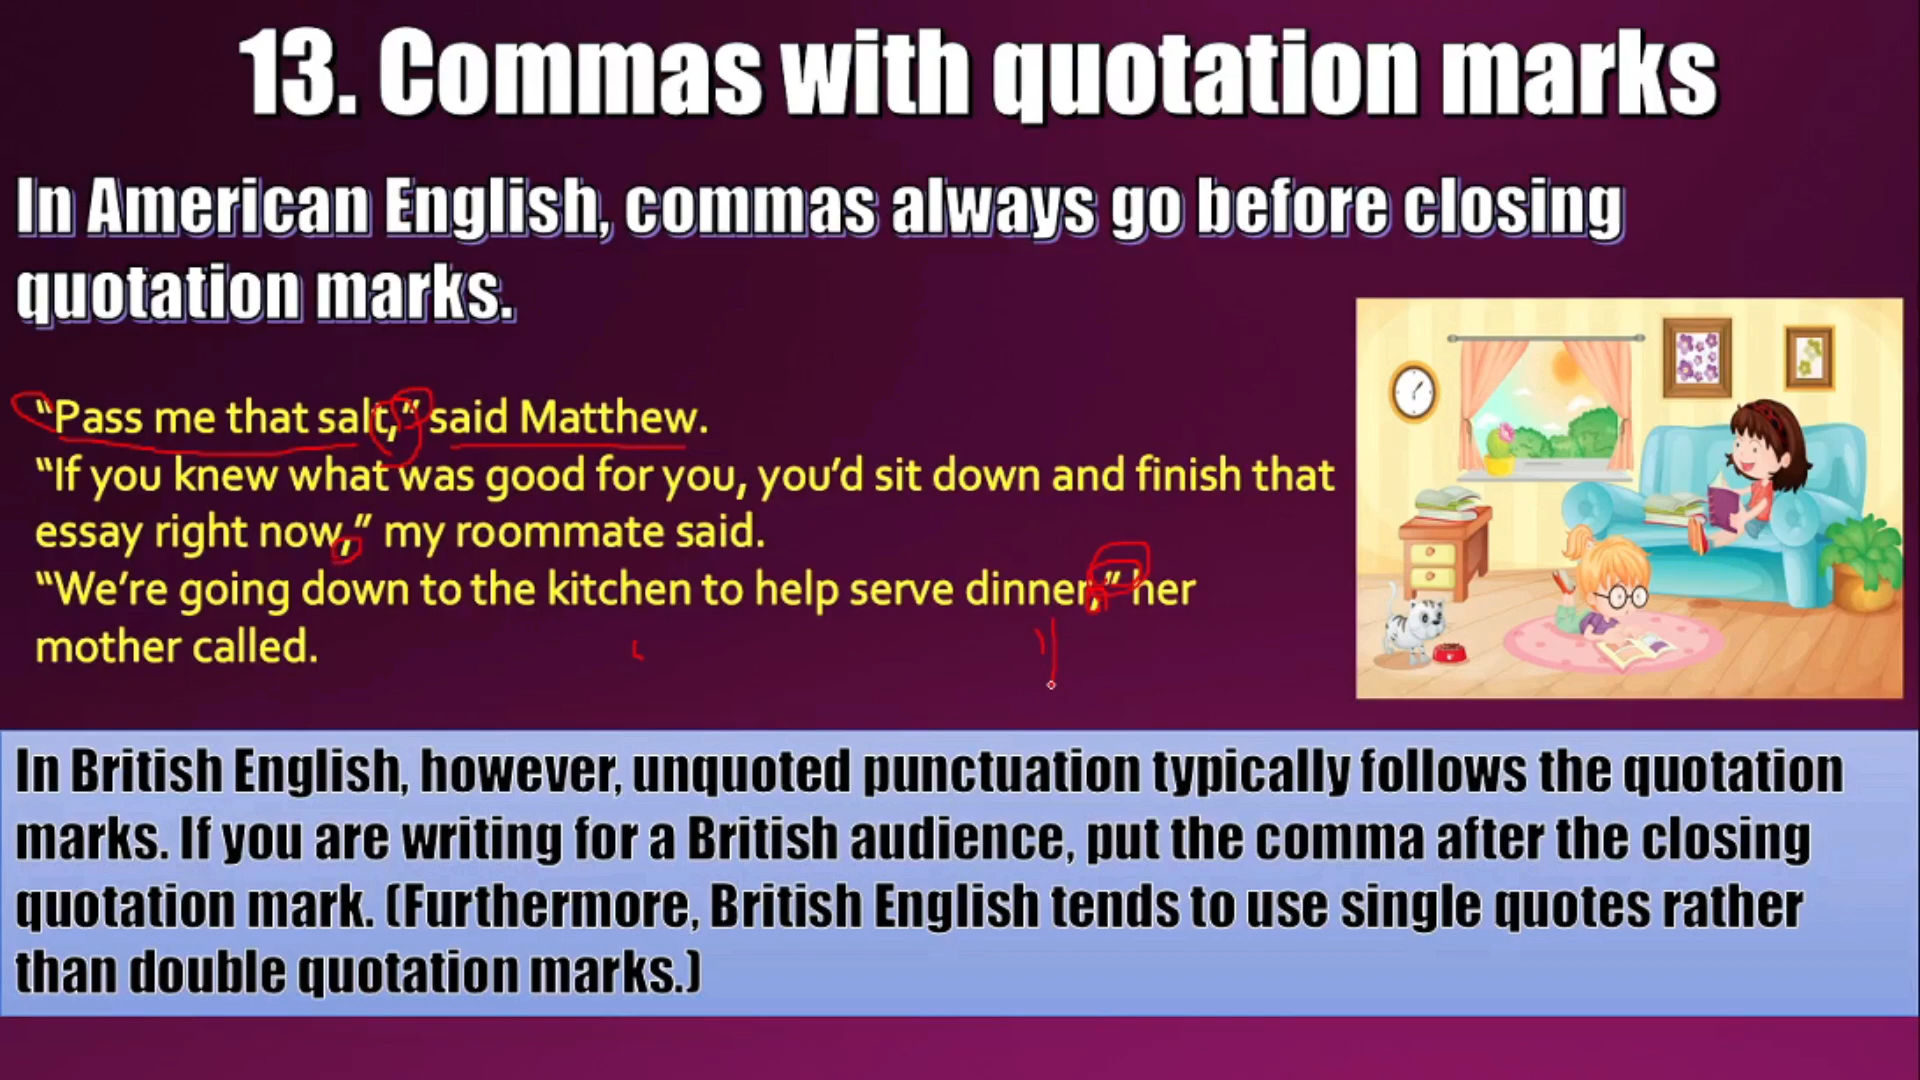 13. Commas with quotation marks
In American English, commas always go before closing
quotation marks.
“Pass me that salt,” said Matthew.
“If you knew what was good for you, you’d sit down and finish that
essay right now,” my roommate said.
“We’re going down to the kitchen to help serve dinner,” her
mother called.
In British English, however, unquoted punctuation typically follows the quotation
marks. If you are writing for a British audience, put the comma after the closing
quotation mark. (Furthermore, British English tends to use single quotes rather
than double quotation marks.)